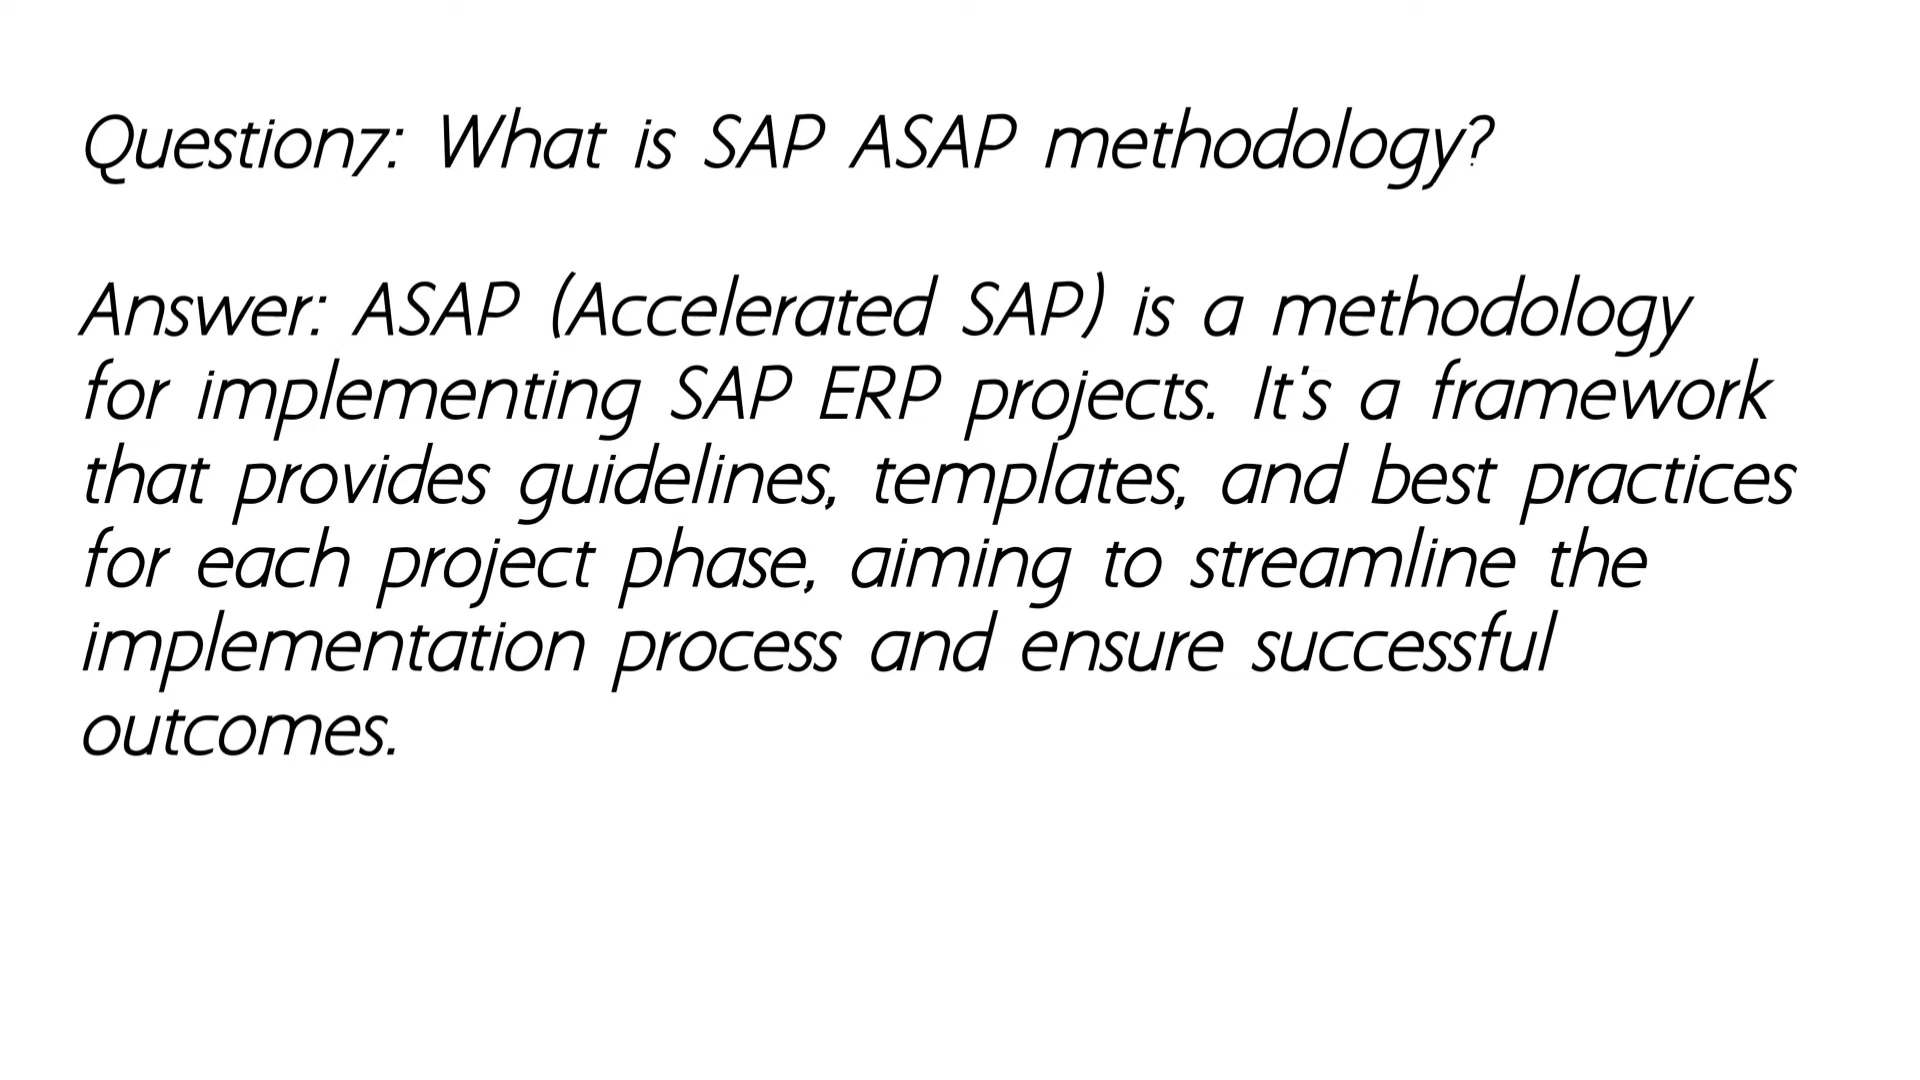 Question7: What is SAP ASAP methodology?
Answer: ASAP (Accelerated SAP) is a methodology
for implementing SAP ERP projects. It's a framework
that provides guidelines, templates, and best practices
for each project phase, aiming to streamline the
implementation process and ensure successful
outcomes.